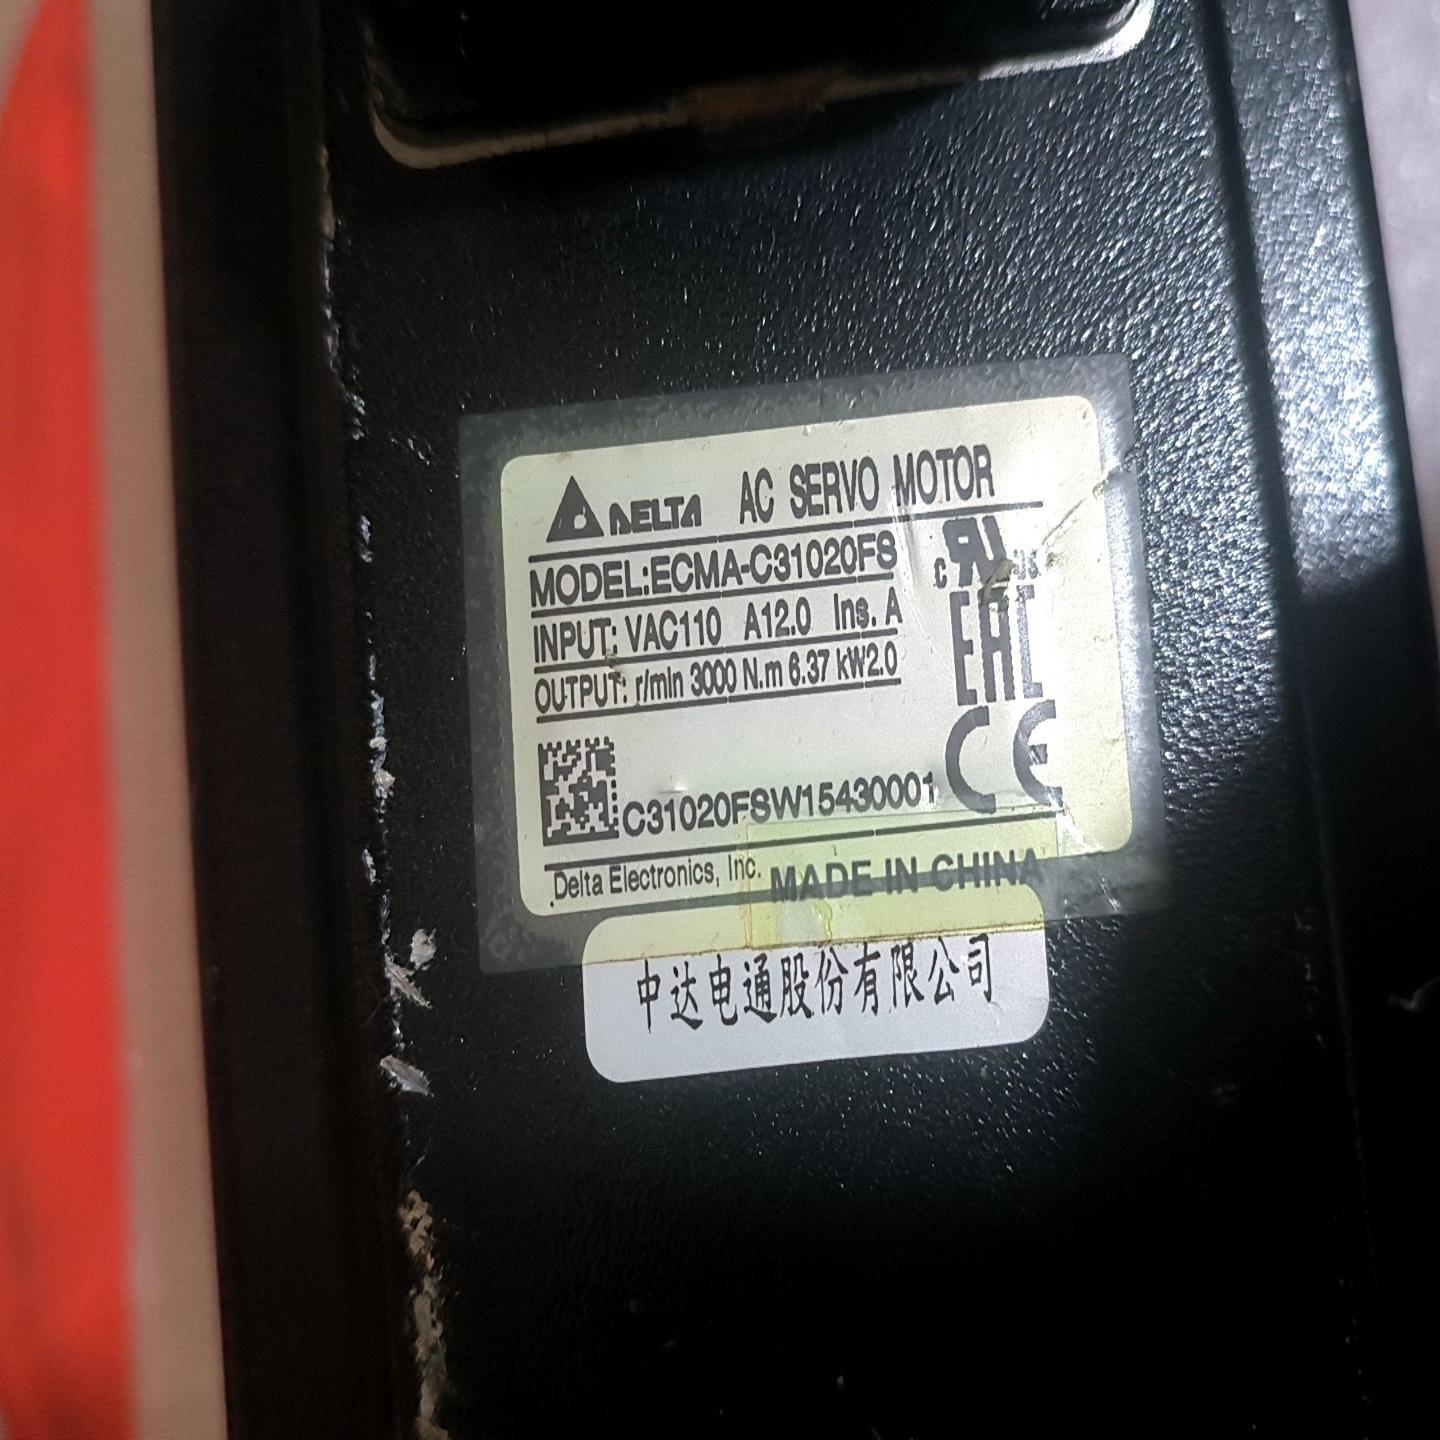 DELTA AC SERVO MOTOR
MODEL:ECMA-C31020FS
INPUT: VAC110 A12.0 Ins. A
OUTPUT: r/min 3000 N.m 6.37 kW2.0
C RU US
EAC
CE
C31020FSW15430001
Delta Electronics, Inc. MADE IN CHINA
中达电通股份有限公司